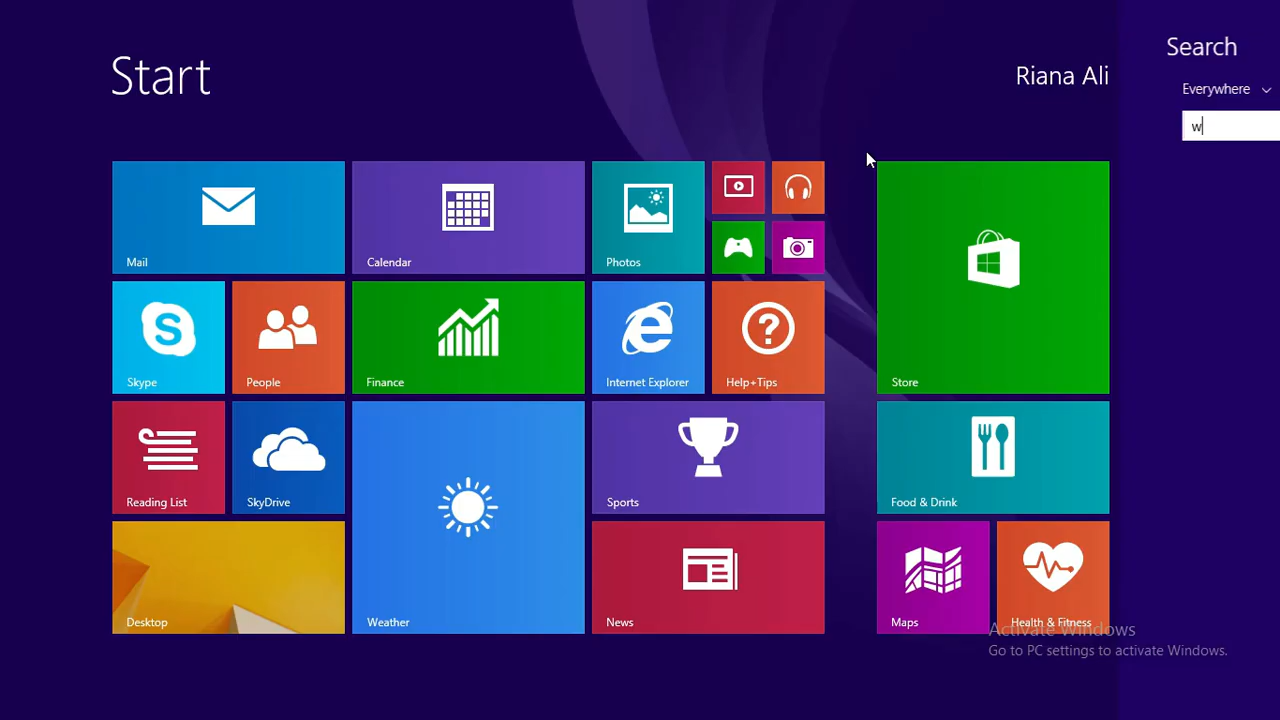 Start
Riana Ali
Search
Everywhere
w
Mail
Calendar
Photos
Store
Skype
People
Finance
Internet Explorer
Help+Tips
Reading List
SkyDrive
Weather
Sports
Food & Drink
Desktop
News
Maps
Health & Fitness
Activate Windows
Go to PC settings to activate Windows.